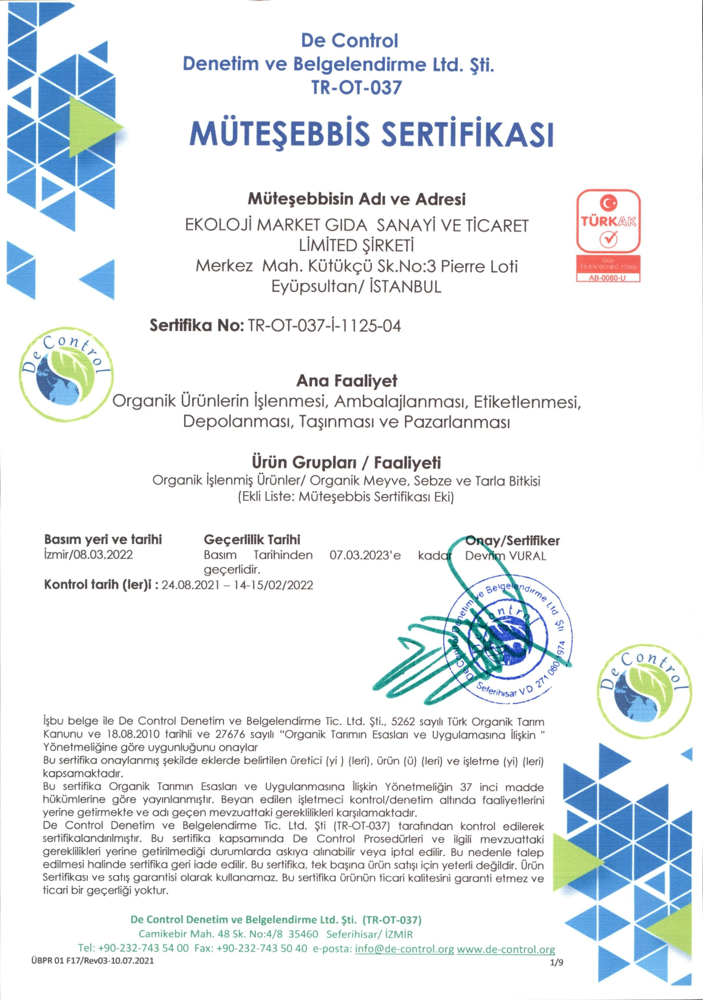 De Control
Denetim ve Belgelendirme Ltd. Şti.
TR-OT-037
MÜTEŞEBBİS SERTİFİKASI
Müteşebbisin Adı ve Adresi
EKOLOJİ MARKET GIDA SANAYİ VE TİCARET
LİMİTED ŞİRKETİ
Merkez Mah. Kütükçü Sk.No:3 Pierre Loti
Eyüpsultan/ İSTANBUL
TÜRKAK
Ürün
TS EN ISO/IEC 17065
AB-0080-U
Sertifika No: TR-OT-037-İ-1125-04
De Control
Ana Faaliyet
Organik Ürünlerin İşlenmesi, Ambalajlanması, Etiketlenmesi,
Depolanması, Taşınması ve Pazarlanması
Ürün Grupları / Faaliyeti
Organik İşlenmiş Ürünler/ Organik Meyve, Sebze ve Tarla Bitkisi
(Ekli Liste: Müteşebbis Sertifikası Eki)
Basım yeri ve tarihi Geçerlilik Tarihi Onay/Sertifiker
İzmir/08.03.2022 Basım Tarihinden 07.03.2023'e kadar Devrim VURAL
geçerlidir.
Kontrol tarih (ler)i : 24.08.2021 – 14-15/02/2022
De Control Denetim ve Belgelendirme Ltd Şti
De Control
Seferihisar VD 271 080 1974
De Control
İşbu belge ile De Control Denetim ve Belgelendirme Tic. Ltd. Şti., 5262 sayılı Türk Organik Tarım
Kanunu ve 18.08.2010 tarihli ve 27676 sayılı "Organik Tarımın Esasları ve Uygulamasına İlişkin "
Yönetmeliğine göre uygunluğunu onaylar
Bu sertifika onaylanmış şekilde eklerde belirtilen üretici (yi ) (leri), ürün (ü) (leri) ve işletme (yi) (leri)
kapsamaktadır.
Bu sertifika Organik Tarımın Esasları ve Uygulanmasına İlişkin Yönetmeliğin 37 inci madde
hükümlerine göre yayınlanmıştır. Beyan edilen işletmeci kontrol/denetim altında faaliyetlerini
yerine getirmekte ve adı geçen mevzuattaki gereklilikleri karşılamaktadır.
De Control Denetim ve Belgelendirme Tic. Ltd. Şti (TR-OT-037) tarafından kontrol edilerek
sertifikalandırılmıştır. Bu sertifika kapsamında De Control Prosedürleri ve ilgili mevzuattaki
gereklilikleri yerine getirilmediği durumlarda askıya alınabilir veya iptal edilir. Bu nedenle talep
edilmesi halinde sertifika geri iade edilir. Bu sertifika, tek başına ürün satışı için yeterli değildir. Ürün
Sertifikası ve satış garantisi olarak kullanamaz. Bu sertifika ürünün ticari kalitesini garanti etmez ve
ticari bir geçerliği yoktur.
De Control Denetim ve Belgelendirme Ltd. Şti. (TR-OT-037)
Camikebir Mah. 48 Sk. No:4/8 35460 Seferihisar/ İZMİR
Tel: +90-232-743 54 00 Fax: +90-232-743 50 40 e-posta: info@de-control.org www.de-control.org
ÜBPR 01 F17/Rev03-10.07.2021 1/9